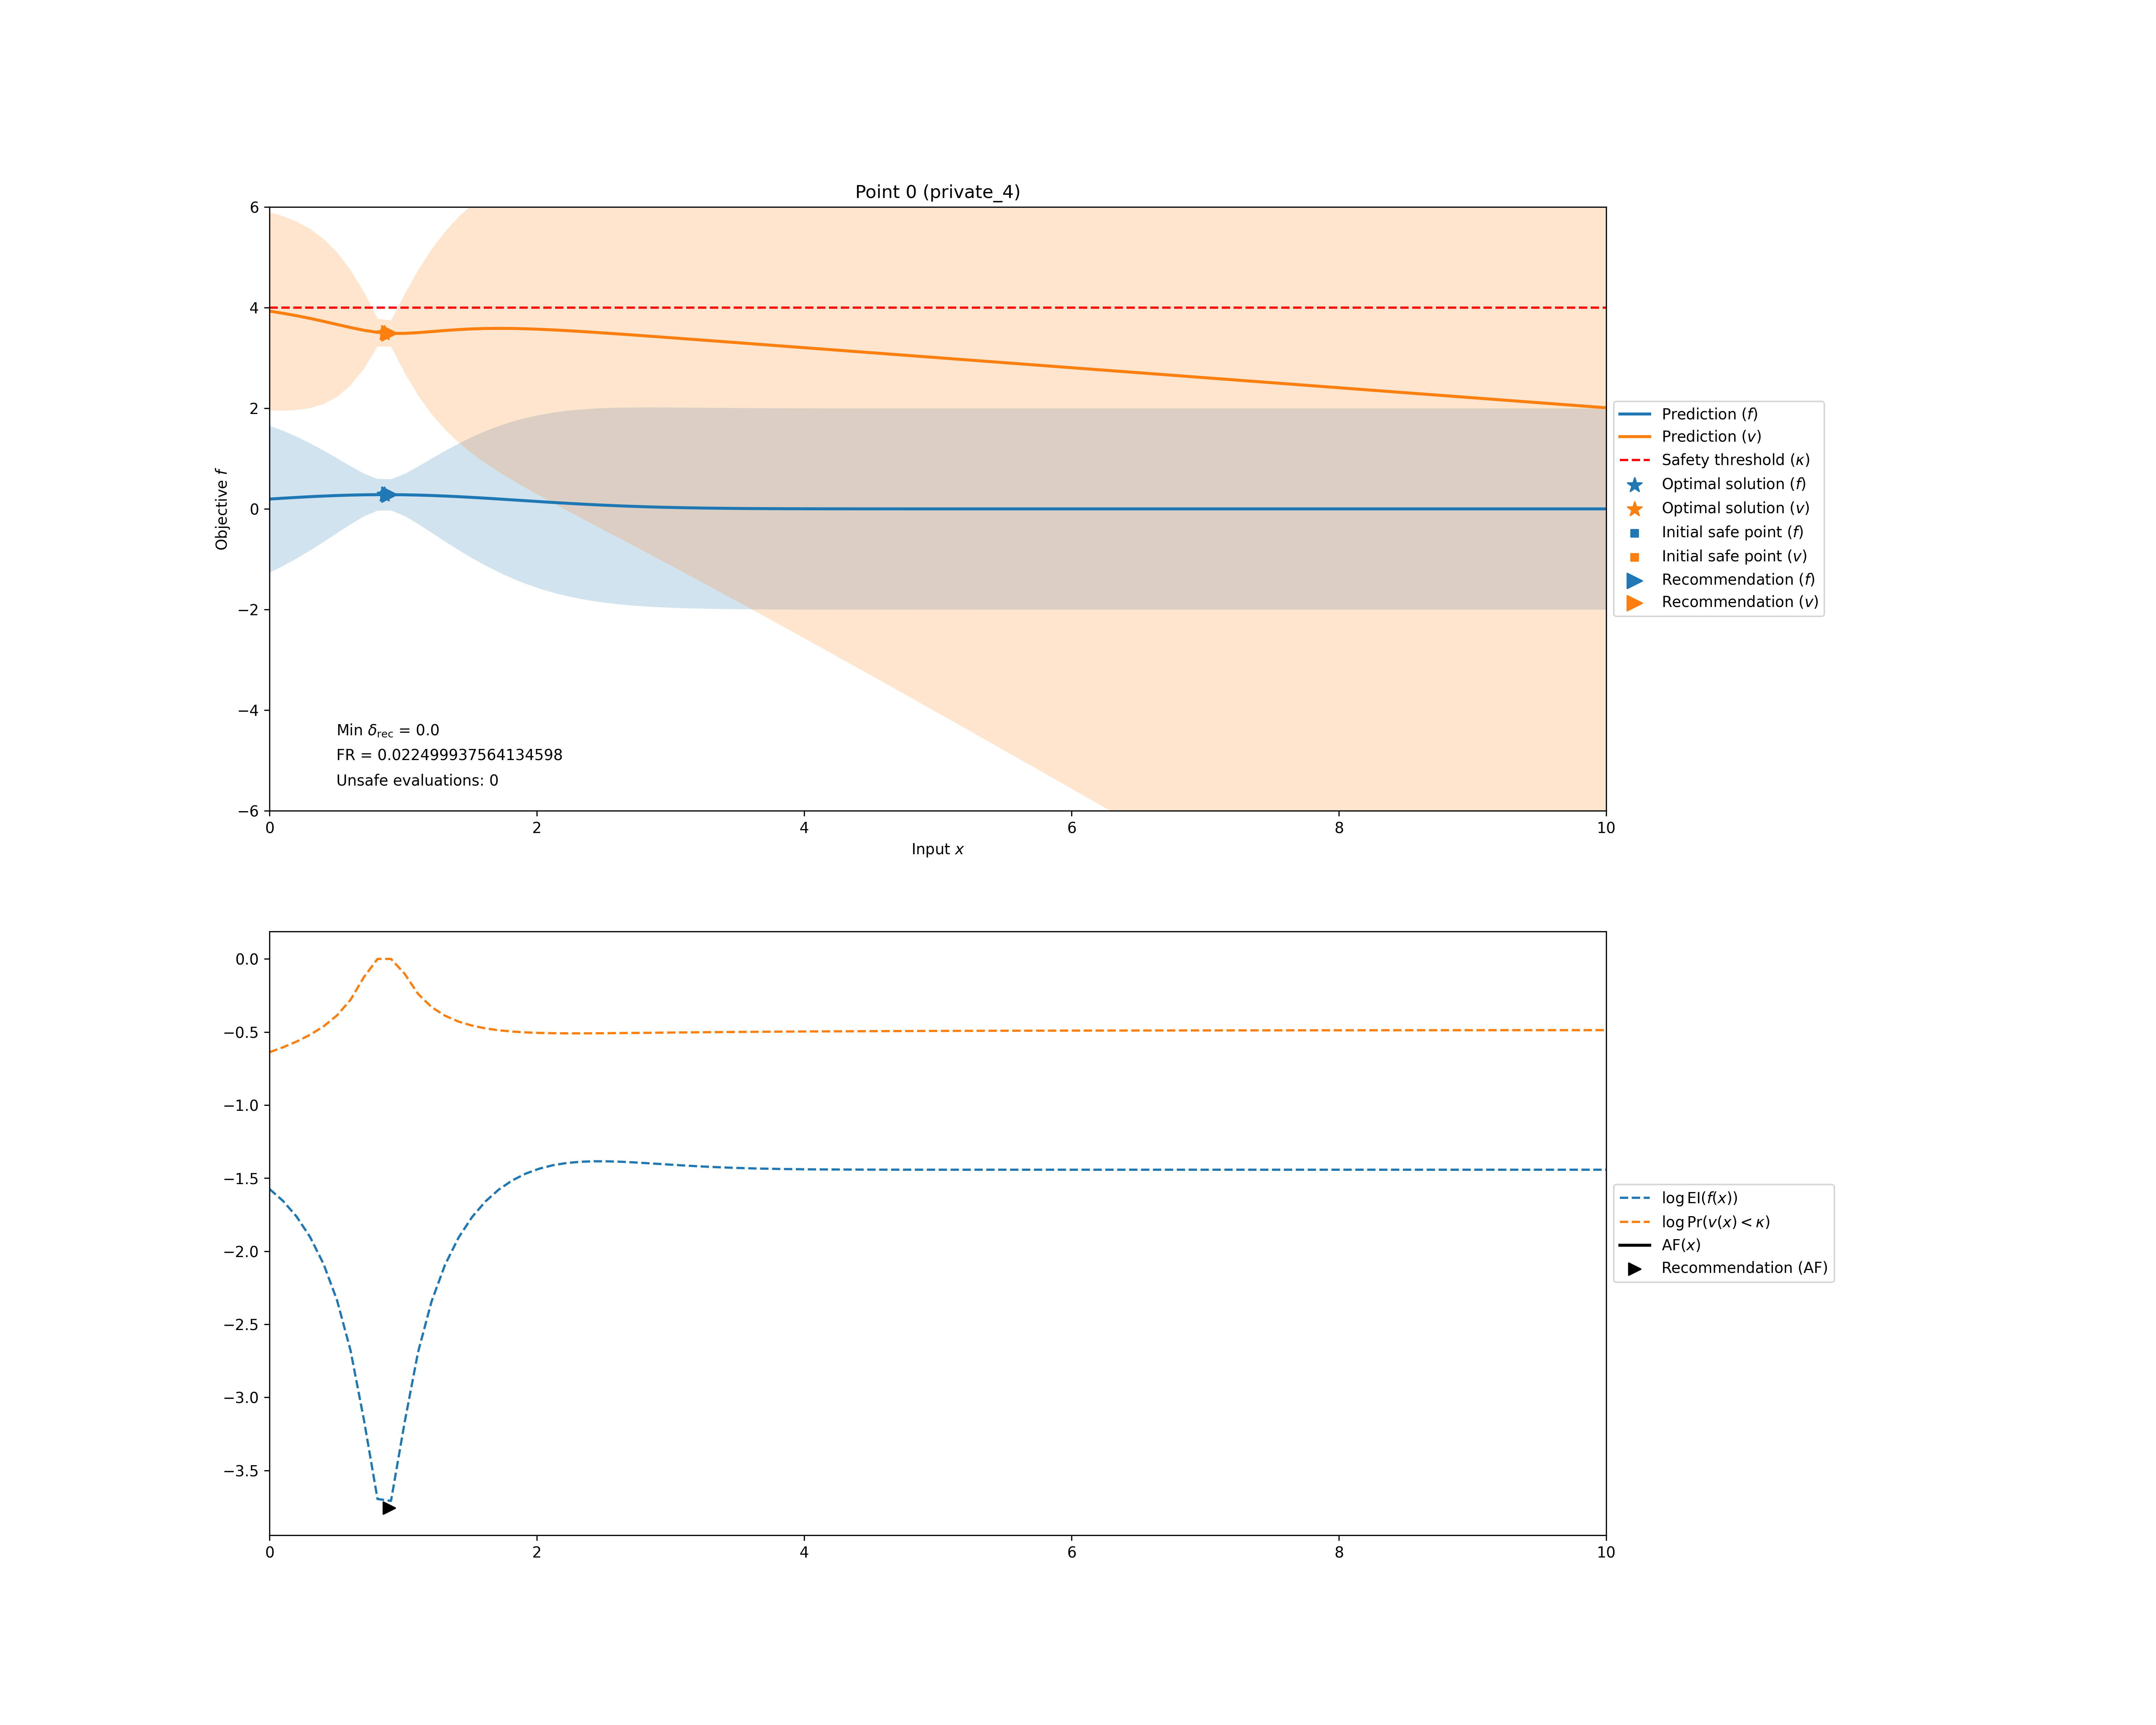 Point 0 (private_4)
6
4
2
0
−2
−4
−6
Objective f
Min δrec = 0.0
FR = 0.022499937564134598
Unsafe evaluations: 0
0 2 4 6 8 10
Input x
Prediction (f)
Prediction (v)
Safety threshold (κ)
Optimal solution (f)
Optimal solution (v)
Initial safe point (f)
Initial safe point (v)
Recommendation (f)
Recommendation (v)
0.0
−0.5
−1.0
−1.5
−2.0
−2.5
−3.0
−3.5
0 2 4 6 8 10
log EI(f(x))
log Pr(v(x) < κ)
AF(x)
Recommendation (AF)